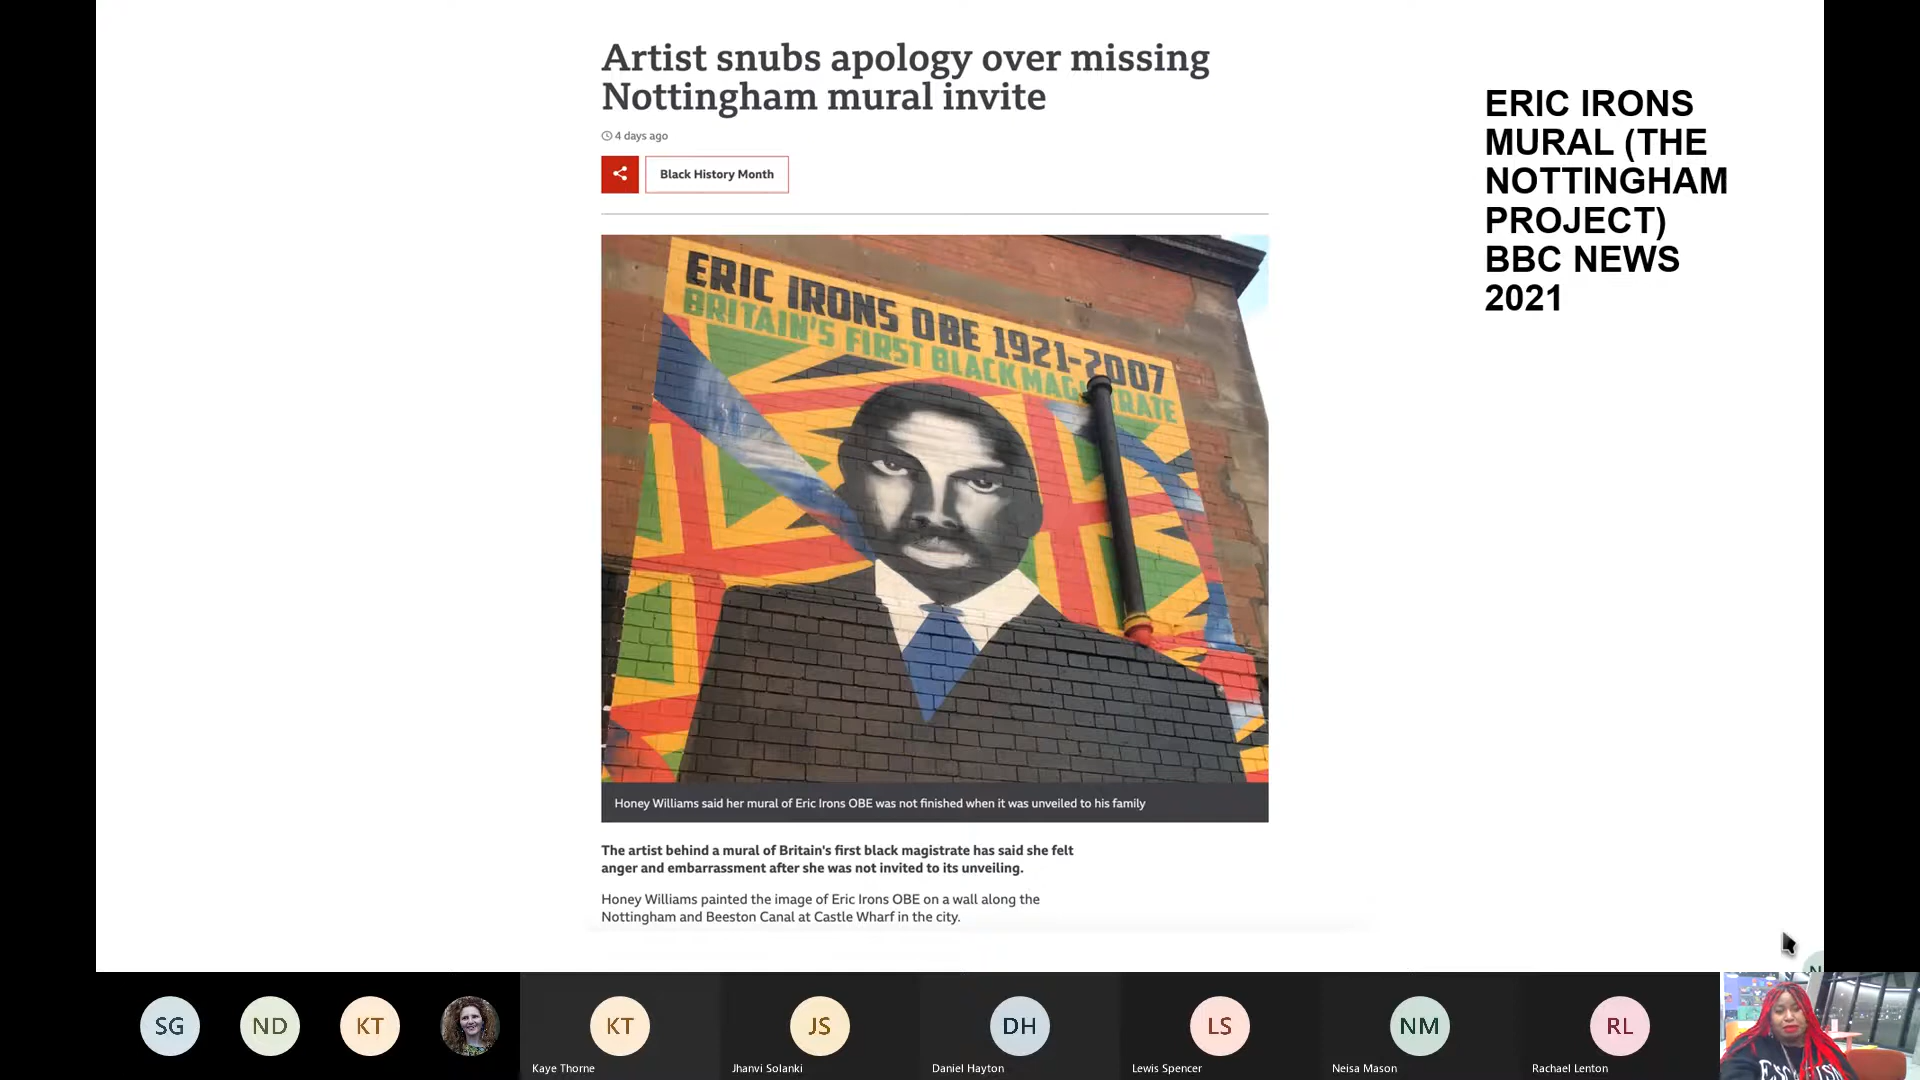 Artist snubs apology over missing
Nottingham mural invite
4 days ago
Black History Month
ERIC IRONS OBE 1921-2007
BRITAIN'S FIRST BLACK MAG TRATE
Honey Williams said her mural of Eric Irons OBE was not finished when it was unveiled to his family
The artist behind a mural of Britain's first black magistrate has said she felt
anger and embarrassment after she was not invited to its unveiling.
Honey Williams painted the image of Eric Irons OBE on a wall along the
Nottingham and Beeston Canal at Castle Wharf in the city.
ERIC IRONS
MURAL (THE
NOTTINGHAM
PROJECT)
BBC NEWS
2021
SG
ND
KT
KT
Kaye Thorne
JS
Jhanvi Solanki
DH
Daniel Hayton
LS
Lewis Spencer
NM
Neisa Mason
RL
Rachael Lenton